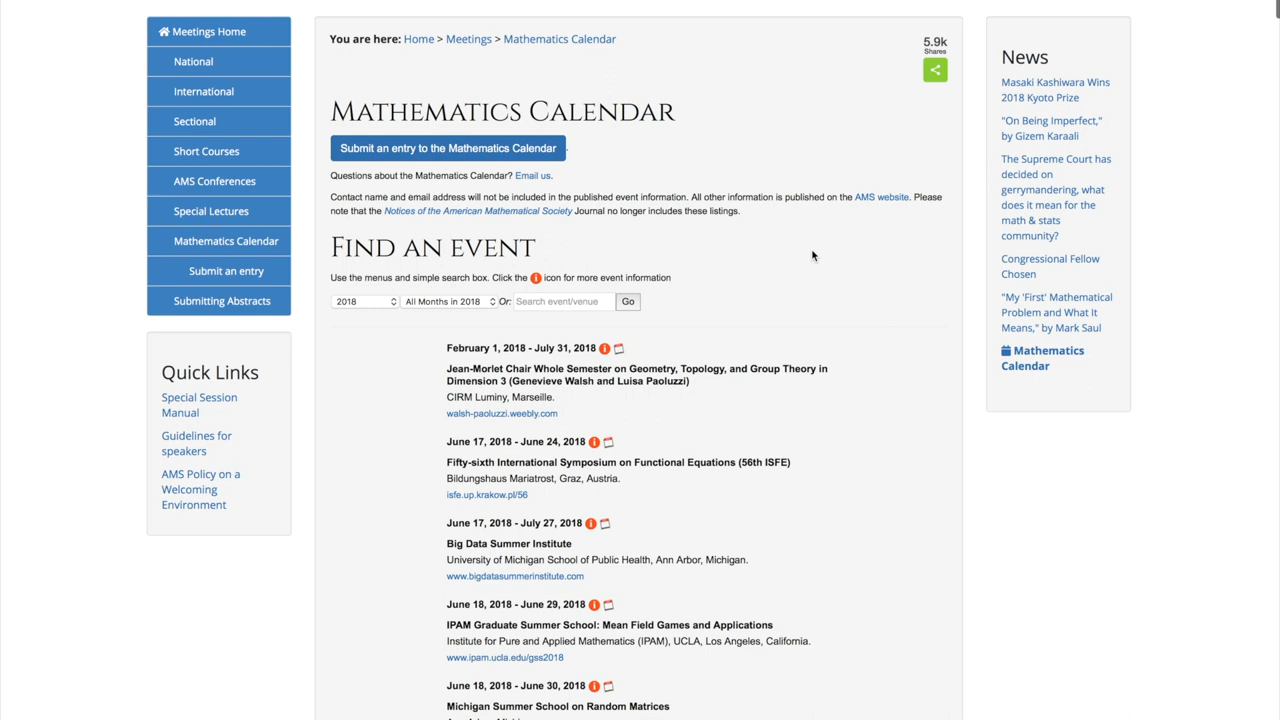 Meetings Home
National
International
Sectional
Short Courses
AMS Conferences
Special Lectures
Mathematics Calendar
Submit an entry
Submitting Abstracts
Quick Links
Special Session
Manual
Guidelines for
speakers
AMS Policy on a
Welcoming
Environment
You are here: Home > Meetings > Mathematics Calendar
5.9k
Shares
MATHEMATICS CALENDAR
Submit an entry to the Mathematics Calendar.
Questions about the Mathematics Calendar? Email us.
Contact name and email address will not be included in the published event information. All other information is published on the AMS website. Please
note that the Notices of the American Mathematical Society Journal no longer includes these listings.
FIND AN EVENT
Use the menus and simple search box. Click the i icon for more event information
2018 All Months in 2018 Or: Search event/venue Go
February 1, 2018 - July 31, 2018 i
Jean-Morlet Chair Whole Semester on Geometry, Topology, and Group Theory in
Dimension 3 (Genevieve Walsh and Luisa Paoluzzi)
CIRM Luminy, Marseille.
walsh-paoluzzi.weebly.com
June 17, 2018 - June 24, 2018 i
Fifty-sixth International Symposium on Functional Equations (56th ISFE)
Bildungshaus Mariatrost, Graz, Austria.
isfe.up.krakow.pl/56
June 17, 2018 - July 27, 2018 i
Big Data Summer Institute
University of Michigan School of Public Health, Ann Arbor, Michigan.
www.bigdatasummerinstitute.com
June 18, 2018 - June 29, 2018 i
IPAM Graduate Summer School: Mean Field Games and Applications
Institute for Pure and Applied Mathematics (IPAM), UCLA, Los Angeles, California.
www.ipam.ucla.edu/gss2018
June 18, 2018 - June 30, 2018 i
Michigan Summer School on Random Matrices
News
Masaki Kashiwara Wins
2018 Kyoto Prize
"On Being Imperfect,"
by Gizem Karaali
The Supreme Court has
decided on
gerrymandering, what
does it mean for the
math & stats
community?
Congressional Fellow
Chosen
"My 'First' Mathematical
Problem and What It
Means," by Mark Saul
Mathematics
Calendar